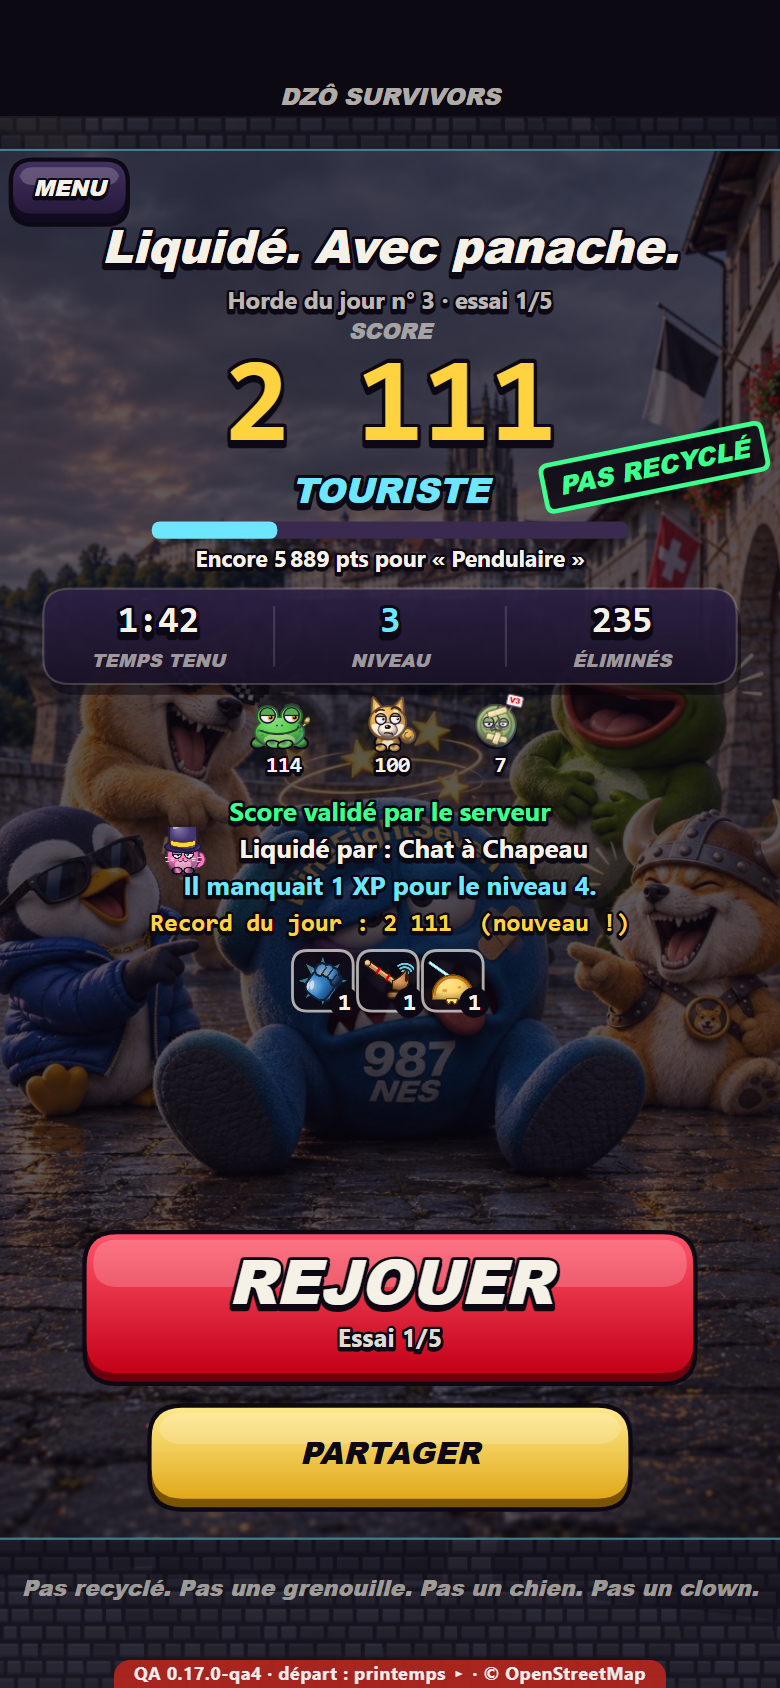 DZÔ SURVIVORS
MENU
Liquidé. Avec panache.
Horde du jour n° 3 · essai 1/5
SCORE
2 111
PAS RECYCLÉ
TOURISTE
Encore 5 889 pts pour « Pendulaire »
1:42 3 235
TEMPS TENU NIVEAU ÉLIMINÉS
V3
114 100 7
Score validé par le serveur
Liquidé par : Chat à Chapeau
Il manquait 1 XP pour le niveau 4.
Record du jour : 2 111 (nouveau !)
1 1 1
987
NES
REJOUER
Essai 1/5
PARTAGER
Pas recyclé. Pas une grenouille. Pas un chien. Pas un clown.
QA 0.17.0-qa4 · départ : printemps ‣ · © OpenStreetMap